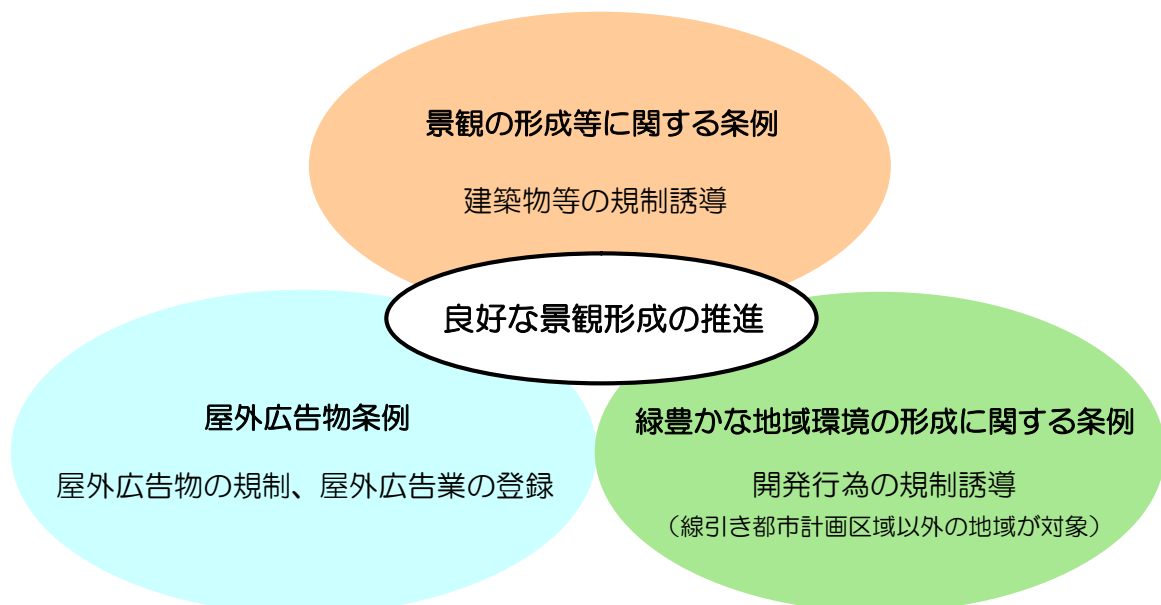 景観の形成等に関する条例
建築物等の規制誘導
良好な景観形成の推進
屋外広告物条例
屋外広告物の規制、屋外広告業の登録
緑豊かな地域環境の形成に関する条例
開発行為の規制誘導
（線引き都市計画区域以外の地域が対象）